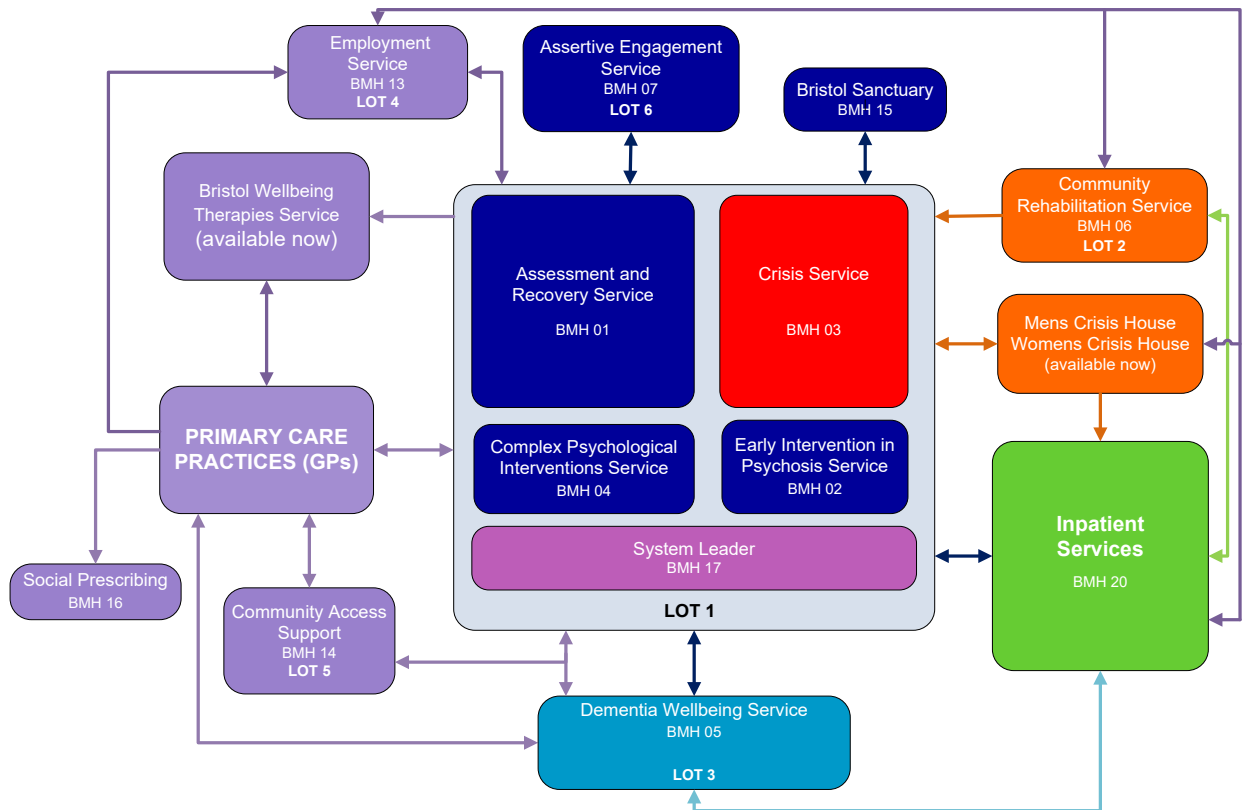 Employment
Service
BMH 13
LOT 4
Assertive Engagement
Service
BMH 07
LOT 6
Bristol Sanctuary
BMH 15
Bristol Wellbeing
Therapies Service
(available now)
Community
Rehabilitation Service
BMH 06
LOT 2
Assessment and
Recovery Service
BMH 01
Crisis Service
BMH 03
Mens Crisis House
Womens Crisis House
(available now)
PRIMARY CARE
PRACTICES (GPs)
Complex Psychological
Interventions Service
BMH 04
Early Intervention in
Psychosis Service
BMH 02
Inpatient
Services
BMH 20
System Leader
BMH 17
LOT 1
Social Prescribing
BMH 16
Community Access
Support
BMH 14
LOT 5
Dementia Wellbeing Service
BMH 05
LOT 3